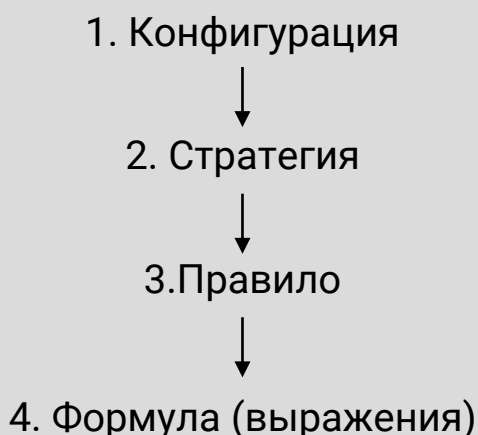 1. Конфигурация
2. Стратегия
3.Правило
4. Формула (выражения)